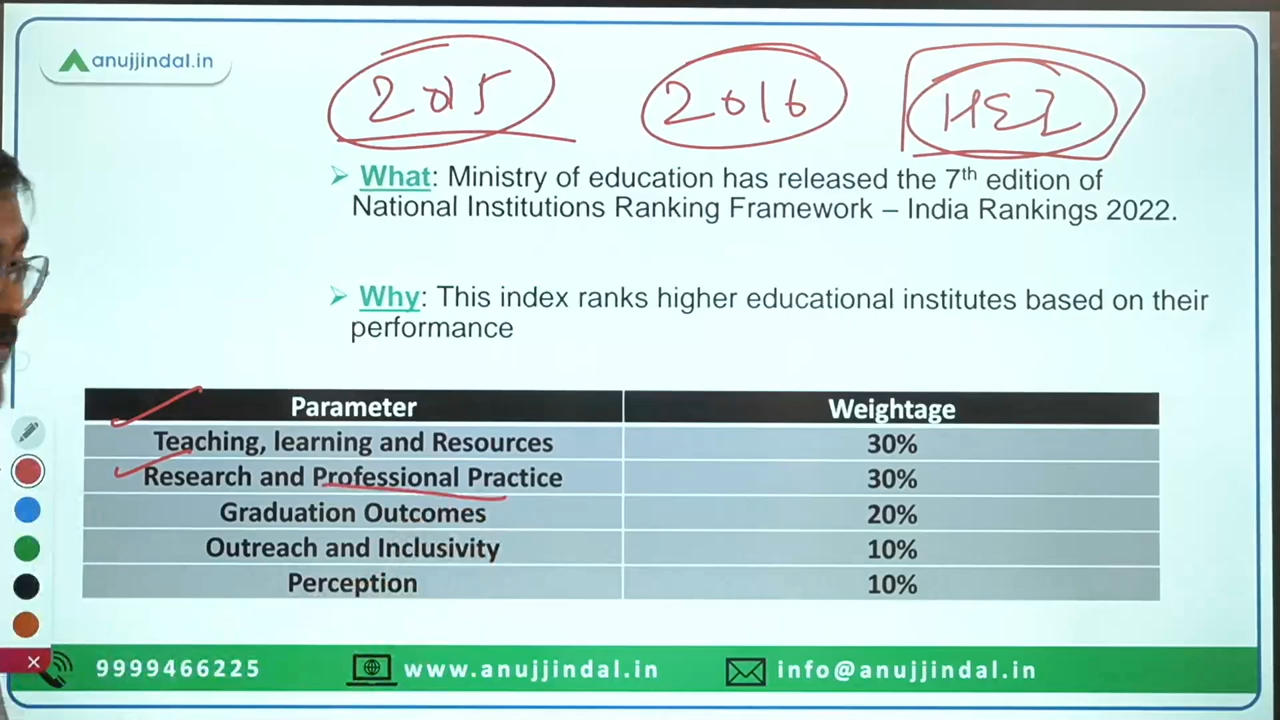 anujjindal.in
2015 2016 HEI
What: Ministry of education has released the 7th edition of
National Institutions Ranking Framework – India Rankings 2022.
Why: This index ranks higher educational institutes based on their
performance
Parameter Weightage
Teaching, learning and Resources 30%
Research and Professional Practice 30%
Graduation Outcomes 20%
Outreach and Inclusivity 10%
Perception 10%
9999466225 www.anujjindal.in info@anujjindal.in